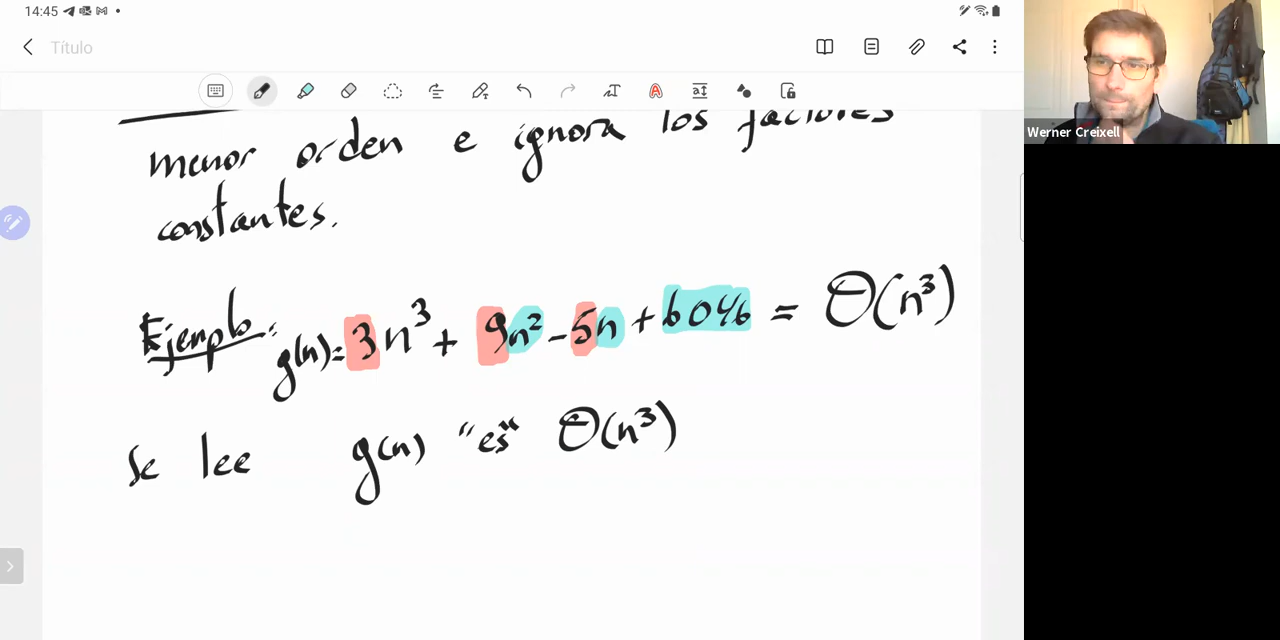 14:45
Título
Werner Creixell
menor orden e ignora los factores
constantes.
Ejemplo: g(n)= 3n³ + 9n² - 5n + 6046 = Θ(n³)
Se lee g(n) "es" Θ(n³)